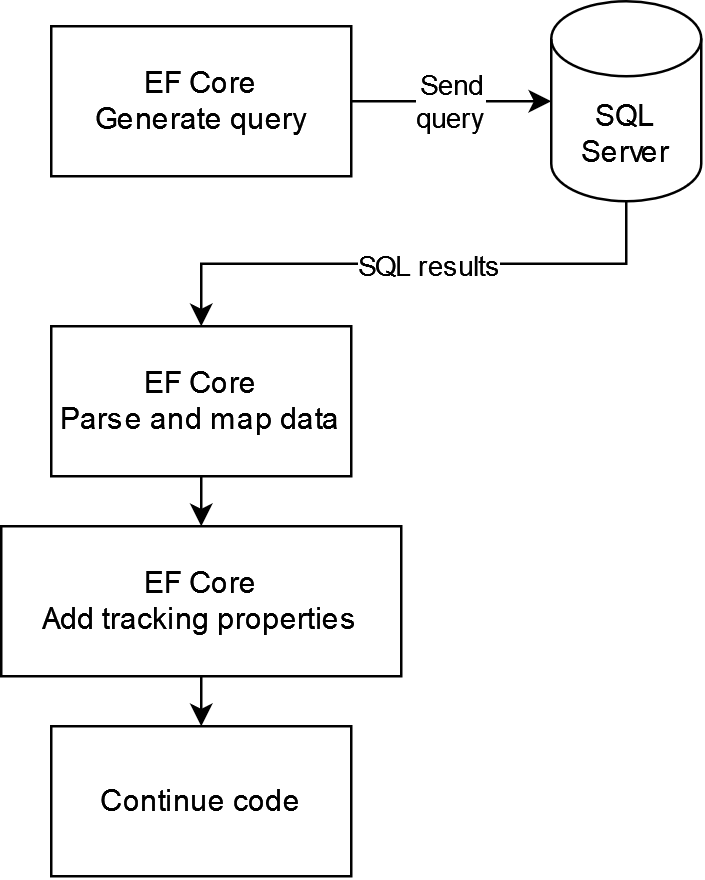 EF Core
Generate query
Send
query
SQL
Server
SQL results
EF Core
Parse and map data
EF Core
Add tracking properties
Continue code